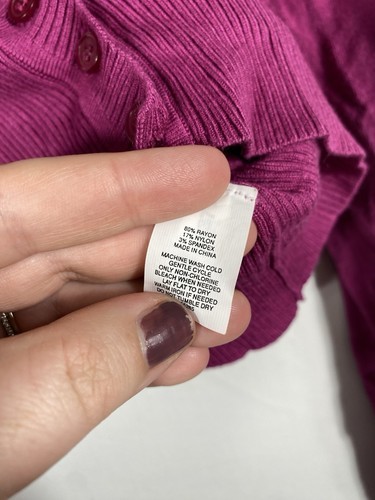 80% RAYON
17% NYLON
3% SPANDEX
MADE IN CHINA
MACHINE WASH COLD
GENTLE CYCLE
ONLY NON-CHLORINE
BLEACH WHEN NEEDED
LAY FLAT TO DRY
WARM IRON IF NEEDED
DO NOT TUMBLE DRY